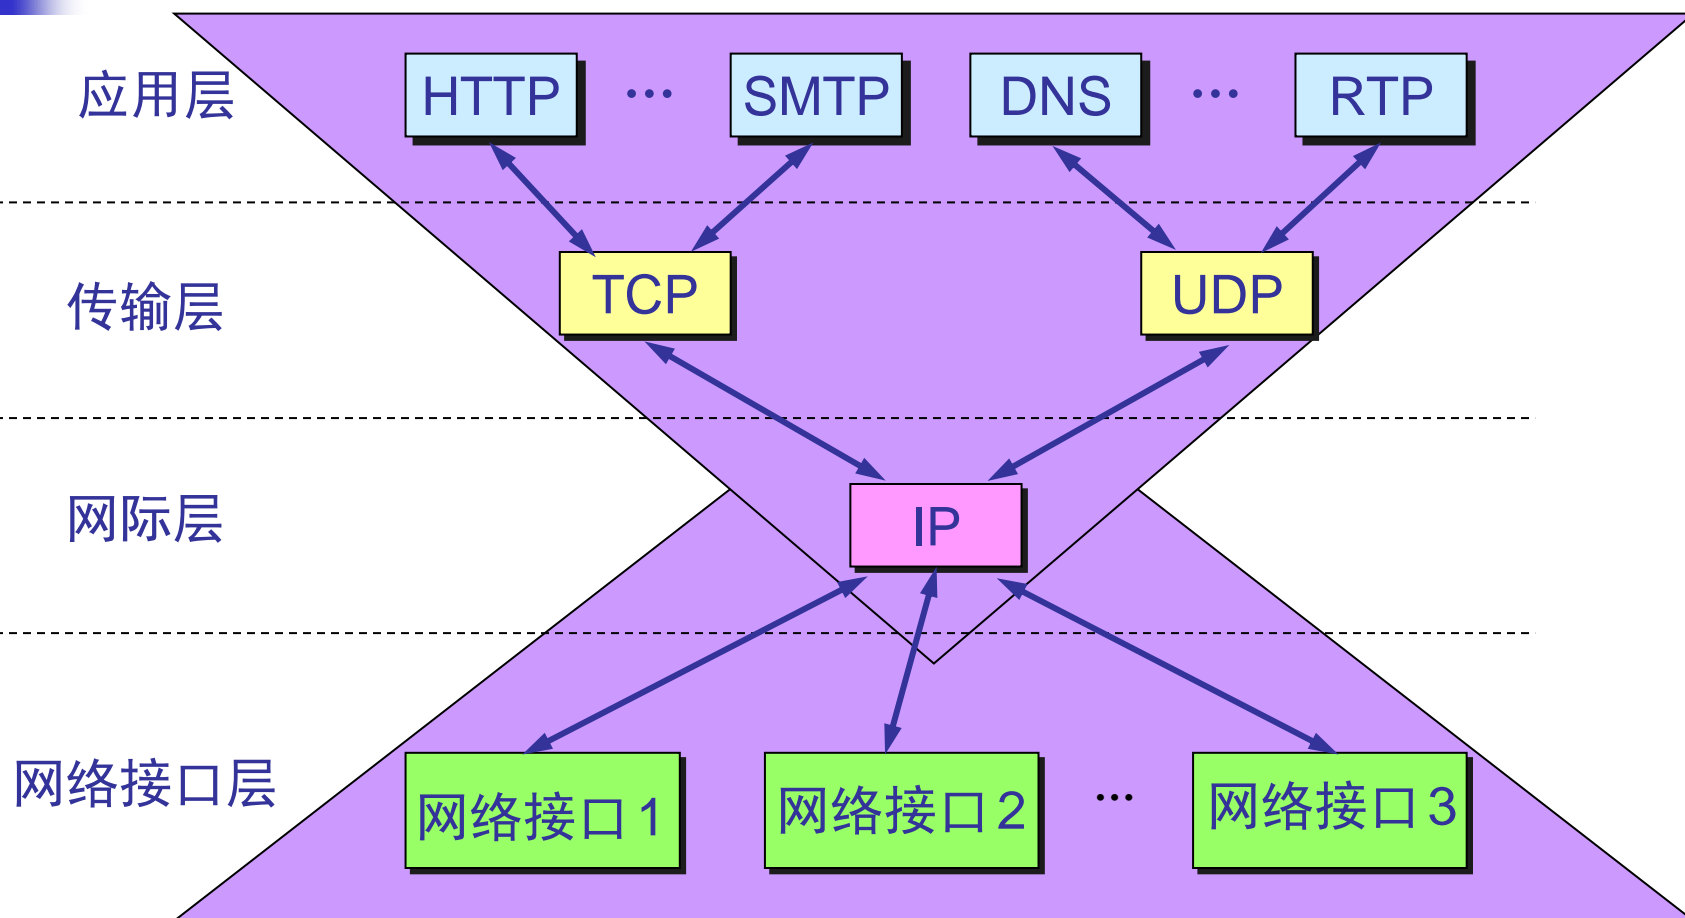 应用层 HTTP … SMTP DNS … RTP
传输层 TCP UDP
网际层 IP
网络接口层 网络接口1 网络接口2 … 网络接口3